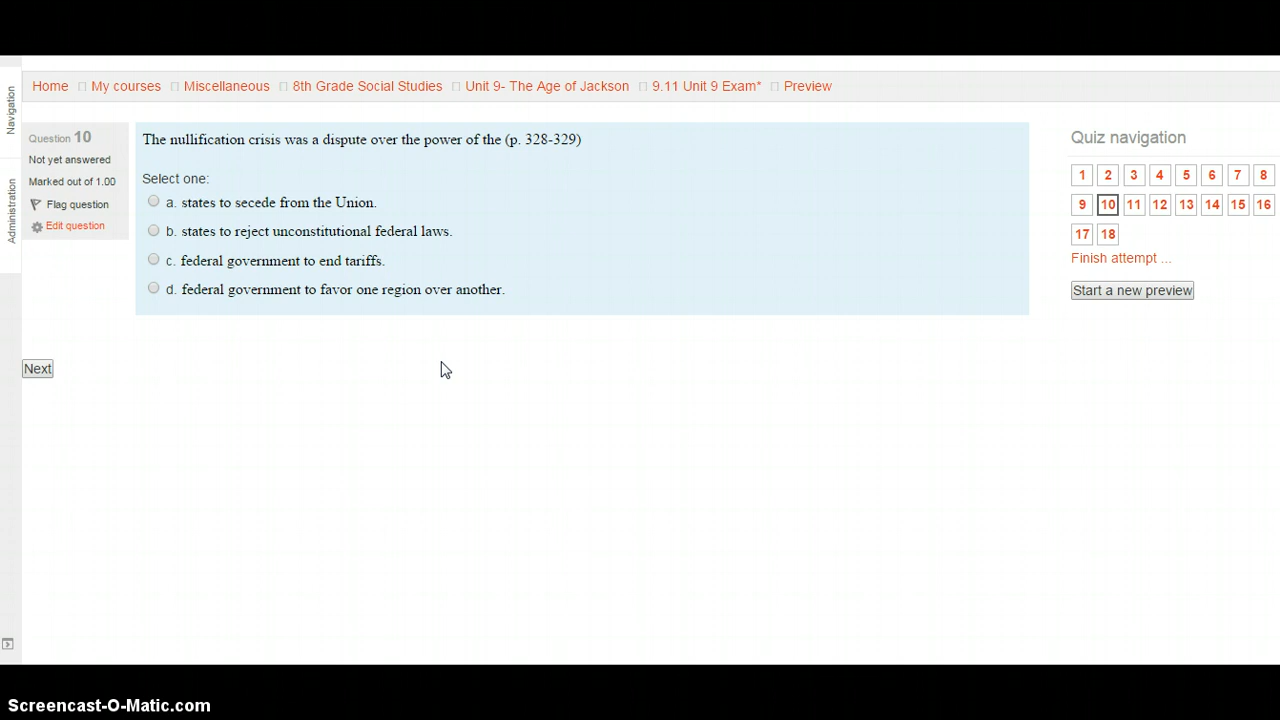 Home My courses Miscellaneous 8th Grade Social Studies Unit 9- The Age of Jackson 9.11 Unit 9 Exam* Preview
Navigation
Administration
Question 10
Not yet answered
Marked out of 1.00
Flag question
Edit question
The nullification crisis was a dispute over the power of the (p. 328-329)
Select one:
a. states to secede from the Union.
b. states to reject unconstitutional federal laws.
c. federal government to end tariffs.
d. federal government to favor one region over another.
Next
Quiz navigation
1 2 3 4 5 6 7 8
9 10 11 12 13 14 15 16
17 18
Finish attempt ...
Start a new preview
Screencast-O-Matic.com